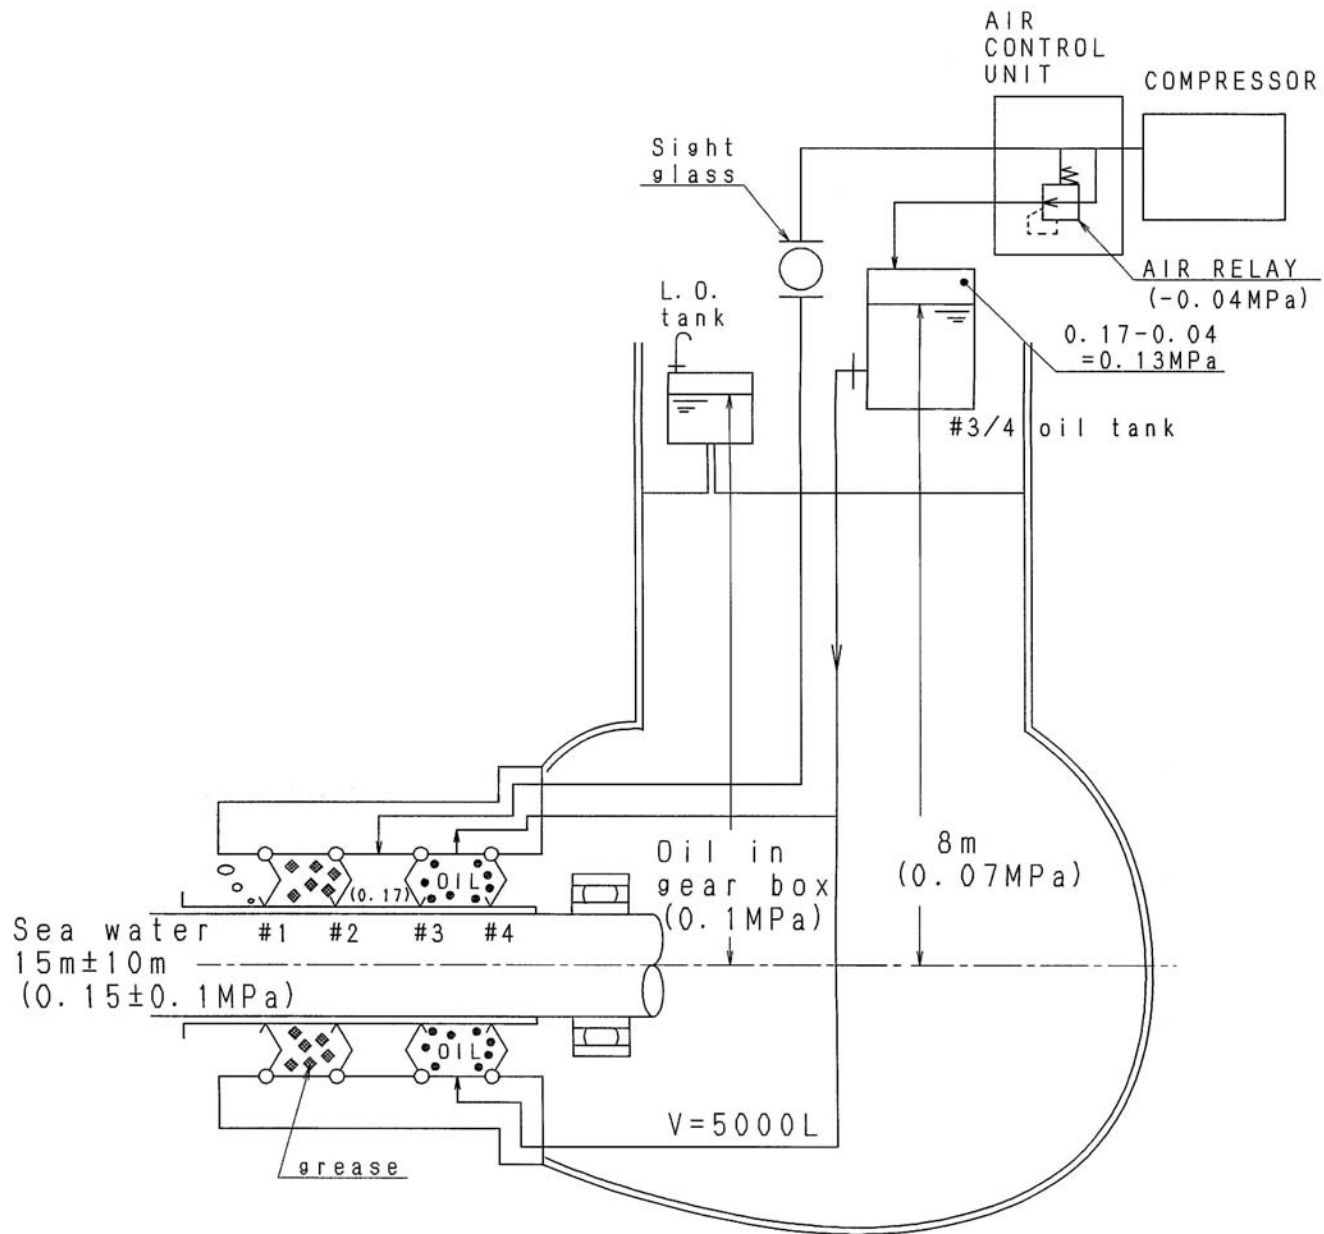 AIR
CONTROL
UNIT
COMPRESSOR
Sight
glass
AIR RELAY
(-0.04MPa)
L.O.
tank
0.17-0.04
=0.13MPa
#3/4 oil tank
Oil in
gear box
(0.1MPa)
8m
(0.07MPa)
OIL
(0.17)
Sea water
15m±10m
(0.15±0.1MPa)
#1 #2 #3 #4
OIL
V=5000L
grease